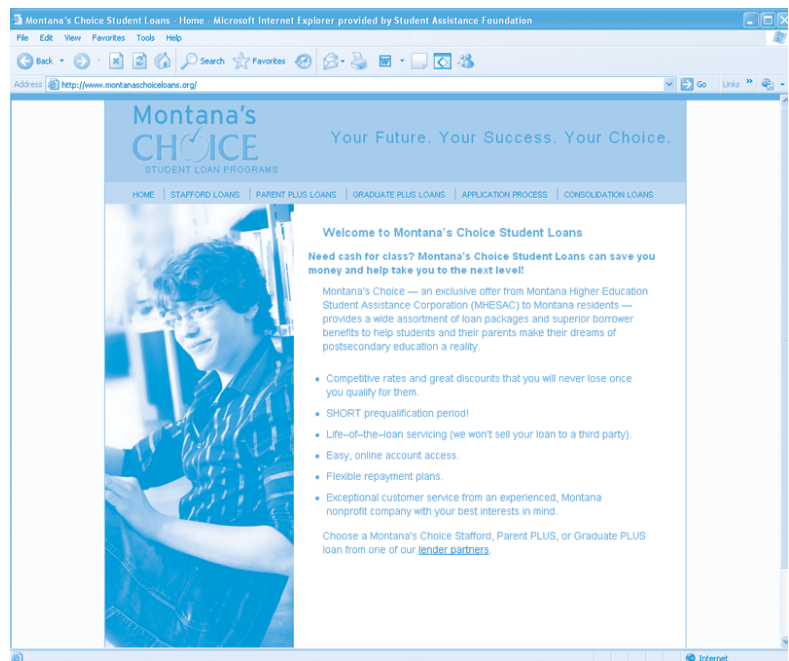 Montana's Choice Student Loans - Home - Microsoft Internet Explorer provided by Student Assistance Foundation
File Edit View Favorites Tools Help
Back Search Favorites
Address http://www.montanaschoiceloans.org/ Go Links »
Montana's
CHOICE
STUDENT LOAN PROGRAMS
Your Future. Your Success. Your Choice.
HOME | STAFFORD LOANS | PARENT PLUS LOANS | GRADUATE PLUS LOANS | APPLICATION PROCESS | CONSOLIDATION LOANS
Welcome to Montana's Choice Student Loans
Need cash for class? Montana's Choice Student Loans can save you
money and help take you to the next level!
Montana's Choice — an exclusive offer from Montana Higher Education
Student Assistance Corporation (MHESAC) to Montana residents —
provides a wide assortment of loan packages and superior borrower
benefits to help students and their parents make their dreams of
postsecondary education a reality.
• Competitive rates and great discounts that you will never lose once
you qualify for them.
• SHORT prequalification period!
• Life–of–the–loan servicing (we won't sell your loan to a third party).
• Easy, online account access.
• Flexible repayment plans.
• Exceptional customer service from an experienced, Montana
nonprofit company with your best interests in mind.
Choose a Montana's Choice Stafford, Parent PLUS, or Graduate PLUS
loan from one of our lender partners.
Internet